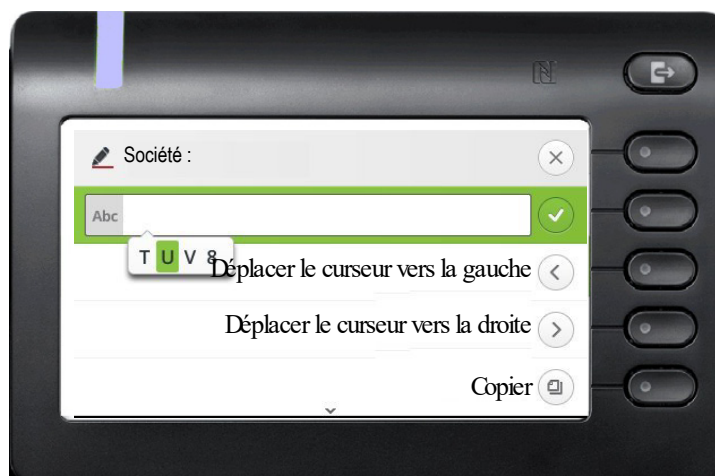 Société :
Abc
T U V 8
Déplacer le curseur vers la gauche
Déplacer le curseur vers la droite
Copier